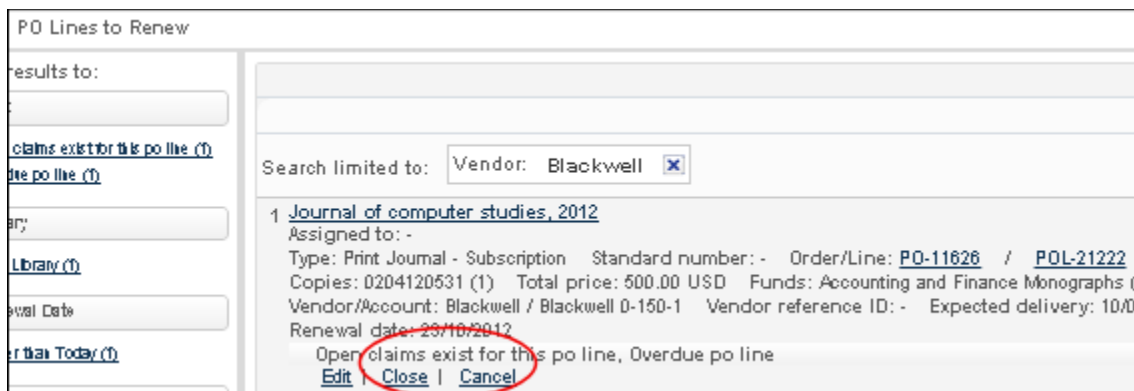 PO Lines to Renew
results to:
claims exist for this po line (1)
due po line (1)
Library (1)
ewal Date
er than Today (1)
Search limited to: Vendor: Blackwell
1 Journal of computer studies, 2012
Assigned to: -
Type: Print Journal - Subscription Standard number: - Order/Line: PO-11626 / POL-21222
Copies: 0204120531 (1) Total price: 500.00 USD Funds: Accounting and Finance Monographs (
Vendor/Account: Blackwell / Blackwell 0-150-1 Vendor reference ID: - Expected delivery: 10/0
Renewal date: 23/10/2012
Open claims exist for this po line, Overdue po line
Edit | Close | Cancel